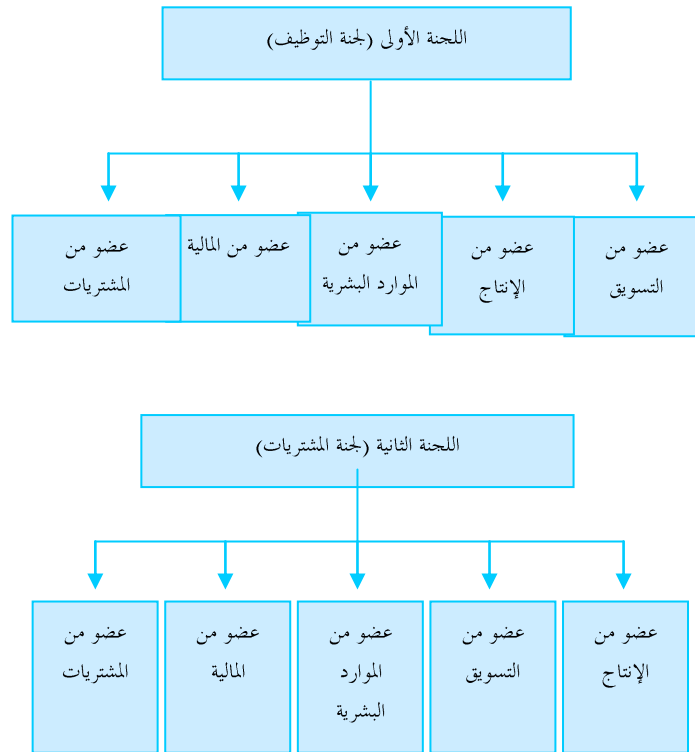 اللجنة الأولى (لجنة التوظيف)
عضو من
التسويق
عضو من
الإنتاج
عضو من
الموارد البشرية
عضو من المالية
عضو من
المشتريات
اللجنة الثانية (لجنة المشتريات)
عضو من
الإنتاج
عضو من
التسويق
عضو من
الموارد
البشرية
عضو من
المالية
عضو من
المشتريات